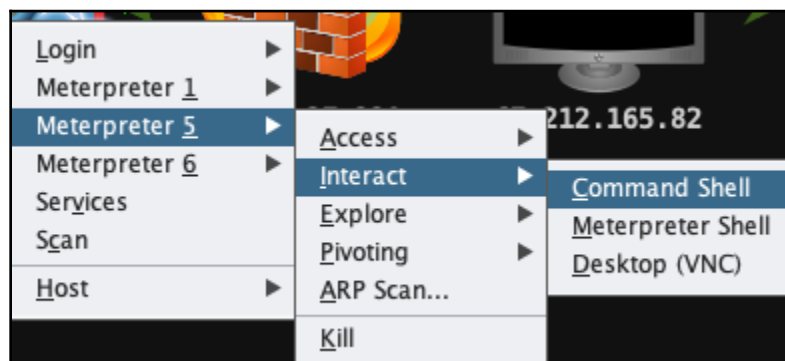 Login
Meterpreter 1
Meterpreter 5
Meterpreter 6
Services
Scan
Host
212.165.82
Access
Interact
Explore
Pivoting
ARP Scan...
Kill
Command Shell
Meterpreter Shell
Desktop (VNC)